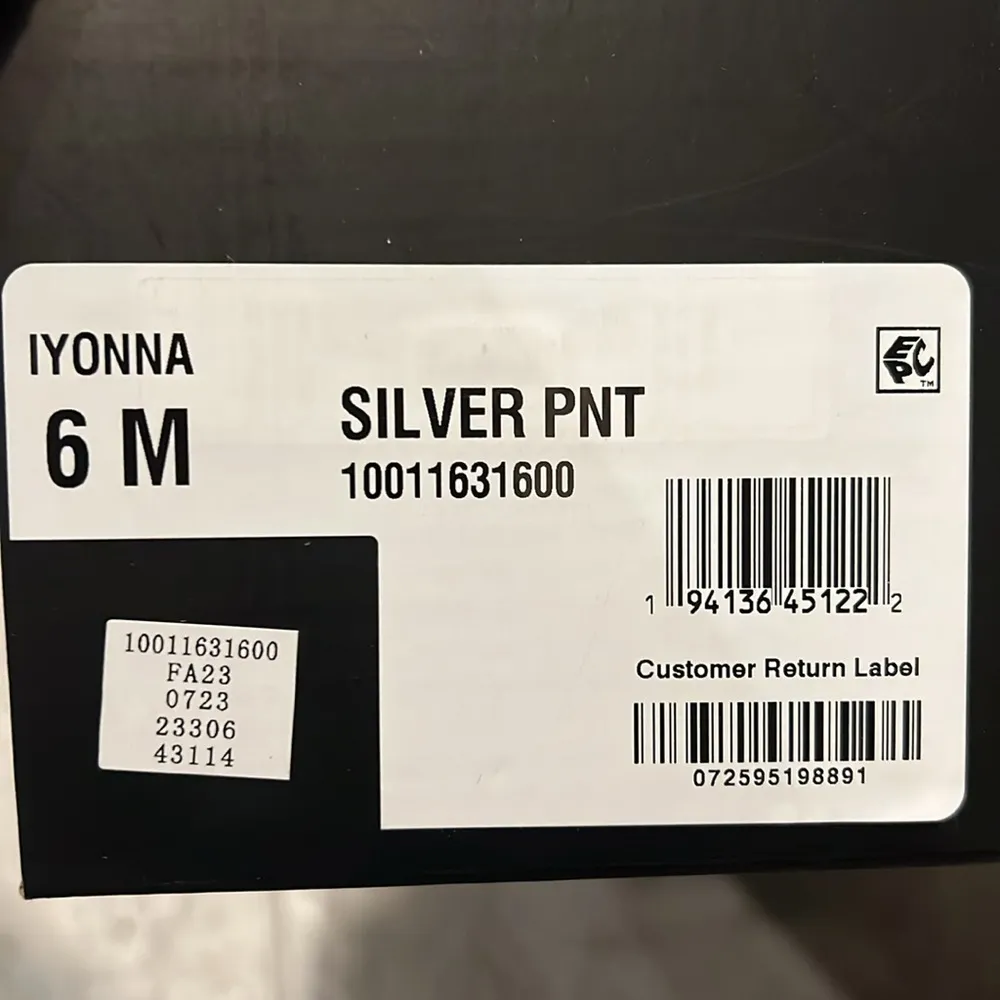 IYONNA
6 M
SILVER PNT
10011631600
EPC
TM
1 94136 45122 2
Customer Return Label
072595198891
10011631600
FA23
0723
23306
43114